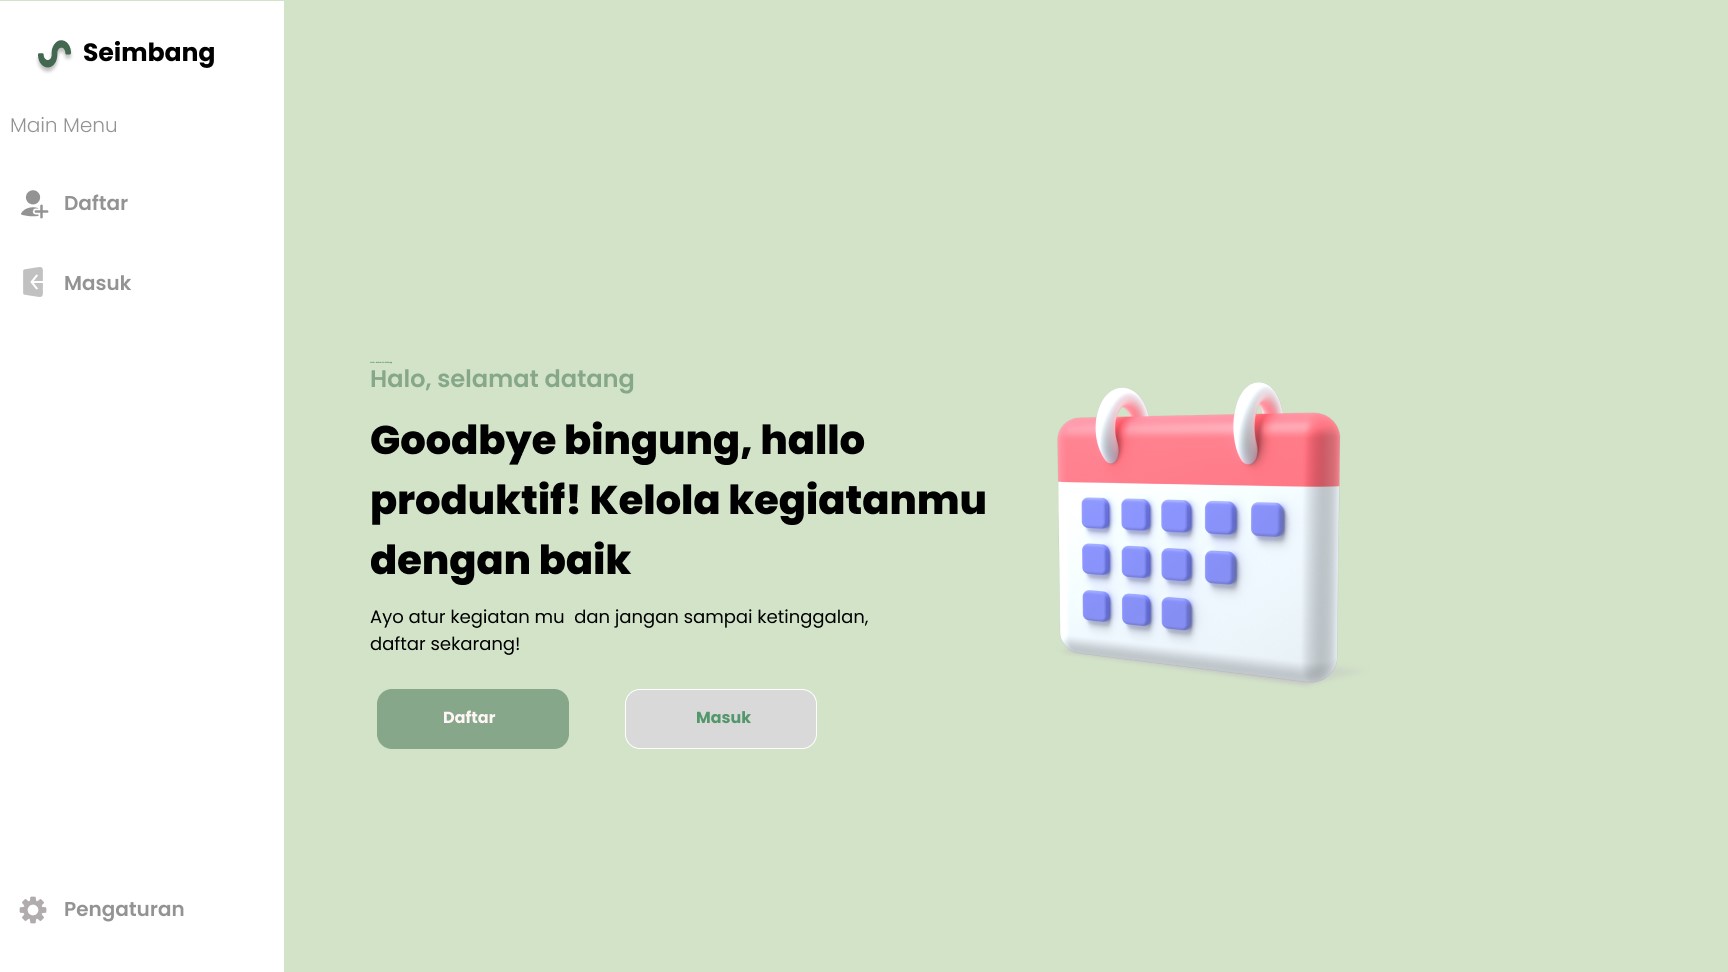 Seimbang
Main Menu
Daftar
Masuk
Halo, selamat datang
Goodbye bingung, hallo
produktif! Kelola kegiatanmu
dengan baik
Ayo atur kegiatan mu  dan jangan sampai ketinggalan,
daftar sekarang!
Daftar
Masuk
Pengaturan